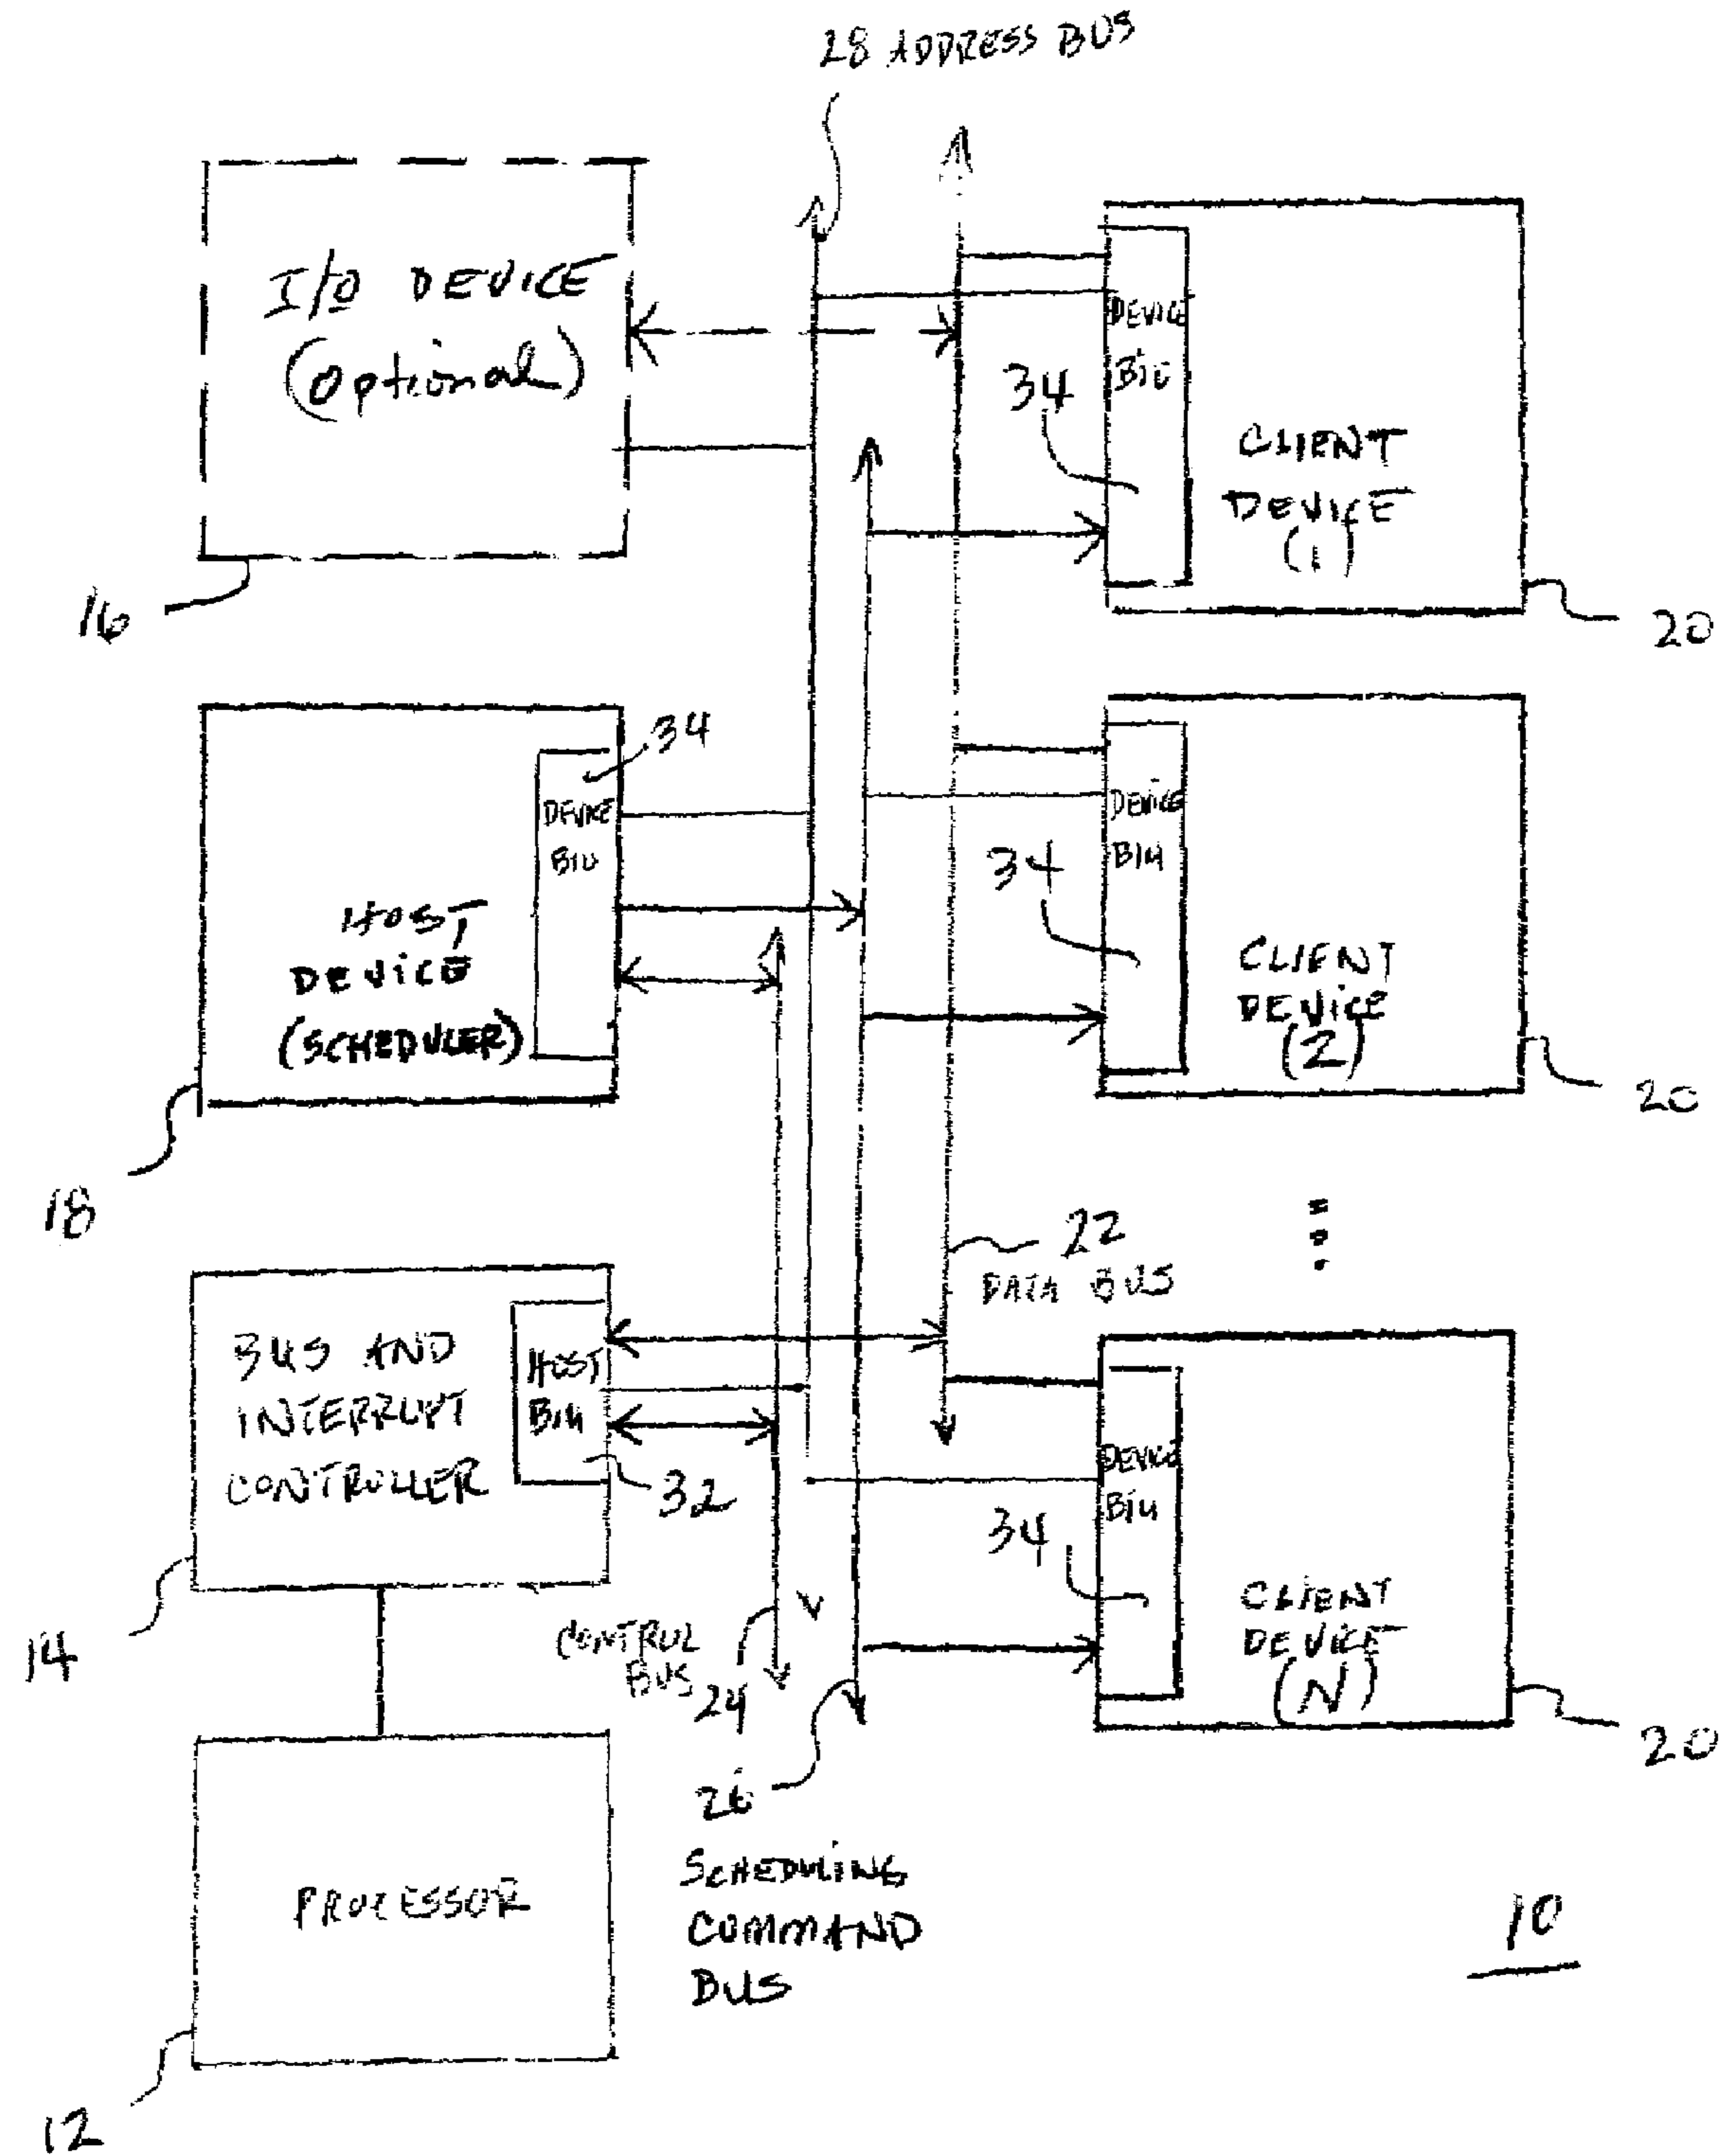 28 ADDRESS BUS
I/O DEVICE
(Optional)
16
DEVICE
BIU
34
CLIENT
DEVICE
(1)
20
34
DEVICE
BIU
HOST
DEVICE
(SCHEDULER)
18
DEVICE
BIU
34
CLIENT
DEVICE
(2)
20
22
DATA BUS
BUS AND
INTERRUPT
CONTROLLER
HOST
BIU
32
14
DEVICE
BIU
34
CLIENT
DEVICE
(N)
20
CONTROL
BUS
24
26
SCHEDULING
COMMAND
BUS
PROCESSOR
12
10